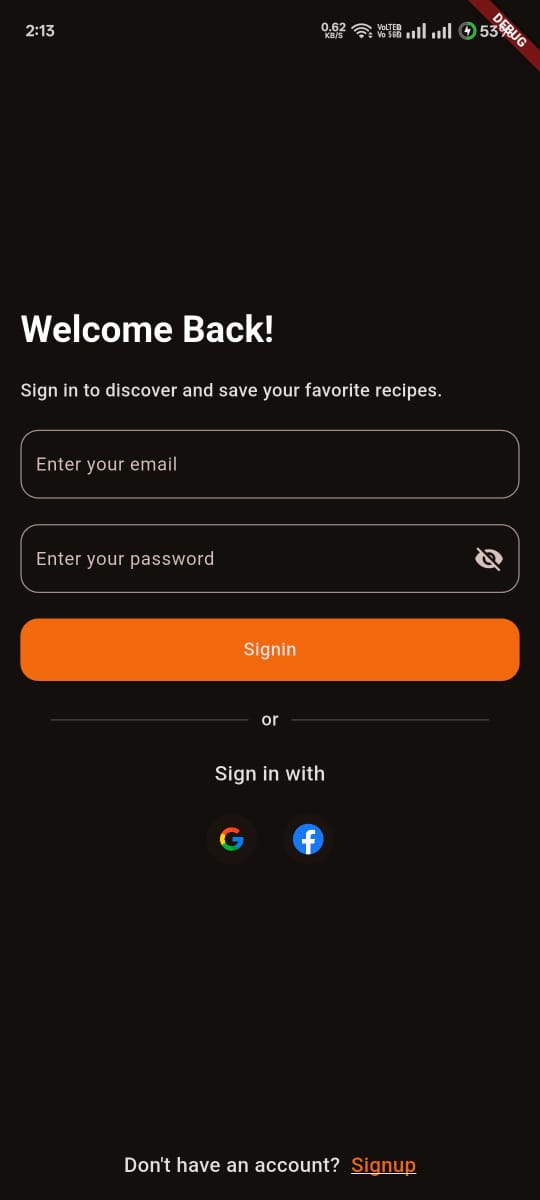 2:13
0.62
KB/S
VoLTE
Vo 5G
53%
DEBUG
Welcome Back!
Sign in to discover and save your favorite recipes.
Enter your email
Enter your password
Signin
or
Sign in with
Don't have an account? Signup